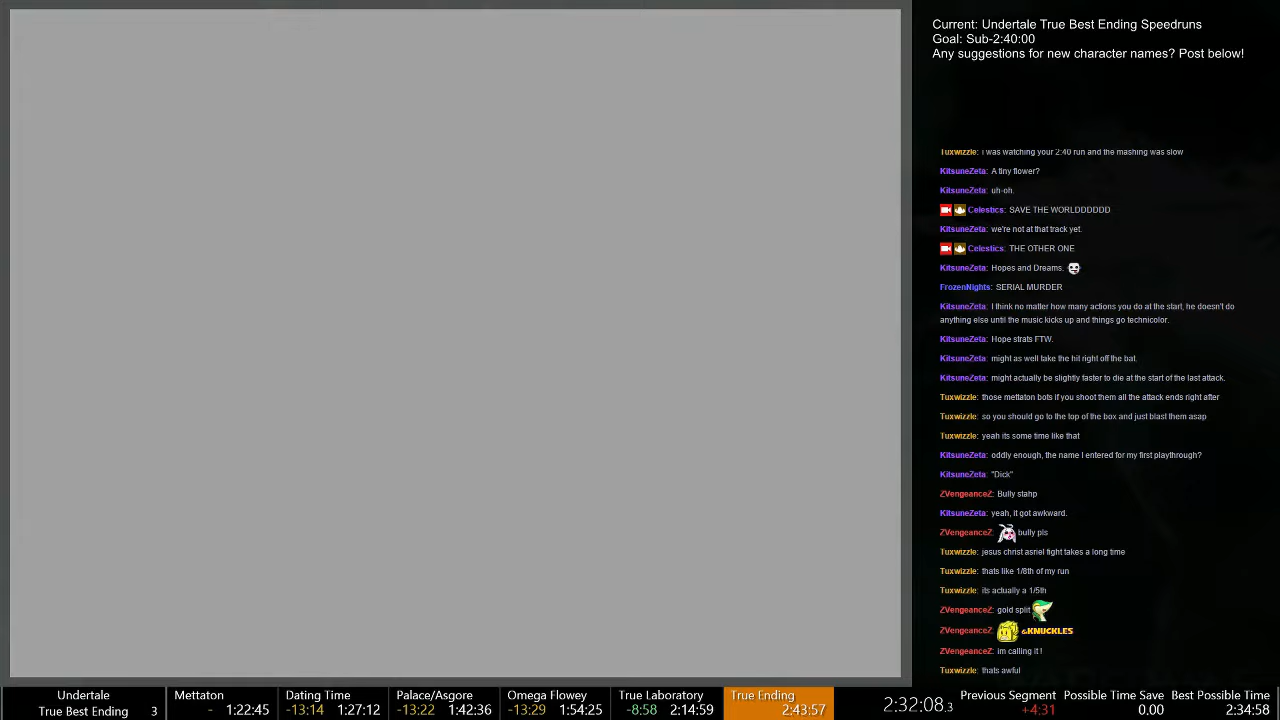 Current: Undertale True Best Ending Speedruns
Goal: Sub-2:40:00
Any suggestions for new character names? Post below!
Tuxwizzle: i was watching your 2:40 run and the mashing was slow
KitsuneZeta: A tiny flower?
KitsuneZeta: uh-oh.
Celestics: SAVE THE WORLDDDDDD
KitsuneZeta: we're not at that track yet.
Celestics: THE OTHER ONE
KitsuneZeta: Hopes and Dreams.
FrozenNights: SERIAL MURDER
KitsuneZeta: I think no matter how many actions you do at the start, he doesn't do
anything else until the music kicks up and things go technicolor.
KitsuneZeta: Hope strats FTW.
KitsuneZeta: might as well take the hit right off the bat.
KitsuneZeta: might actually be slightly faster to die at the start of the last attack.
Tuxwizzle: those mettaton bots if you shoot them all the attack ends right after
Tuxwizzle: so you should go to the top of the box and just blast them asap
Tuxwizzle: yeah its some time like that
KitsuneZeta: oddly enough, the name I entered for my first playthrough?
KitsuneZeta: "Dick"
ZVengeanceZ: Bully stahp
KitsuneZeta: yeah, it got awkward.
ZVengeanceZ: bully pls
Tuxwizzle: jesus christ asriel fight takes a long time
Tuxwizzle: thats like 1/8th of my run
Tuxwizzle: its actually a 1/5th
ZVengeanceZ: gold split
ZVengeanceZ: &KNUCKLES
ZVengeanceZ: im calling it !
Tuxwizzle: thats awful
Undertale Mettaton Dating Time Palace/Asgore Omega Flowey True Laboratory True Ending 2:32:08.3 Previous Segment Possible Time Save Best Possible Time
True Best Ending 3 - 1:22:45 -13:14 1:27:12 -13:22 1:42:36 -13:29 1:54:25 -8:58 2:14:59 2:43:57 +4:31 0.00 2:34:58